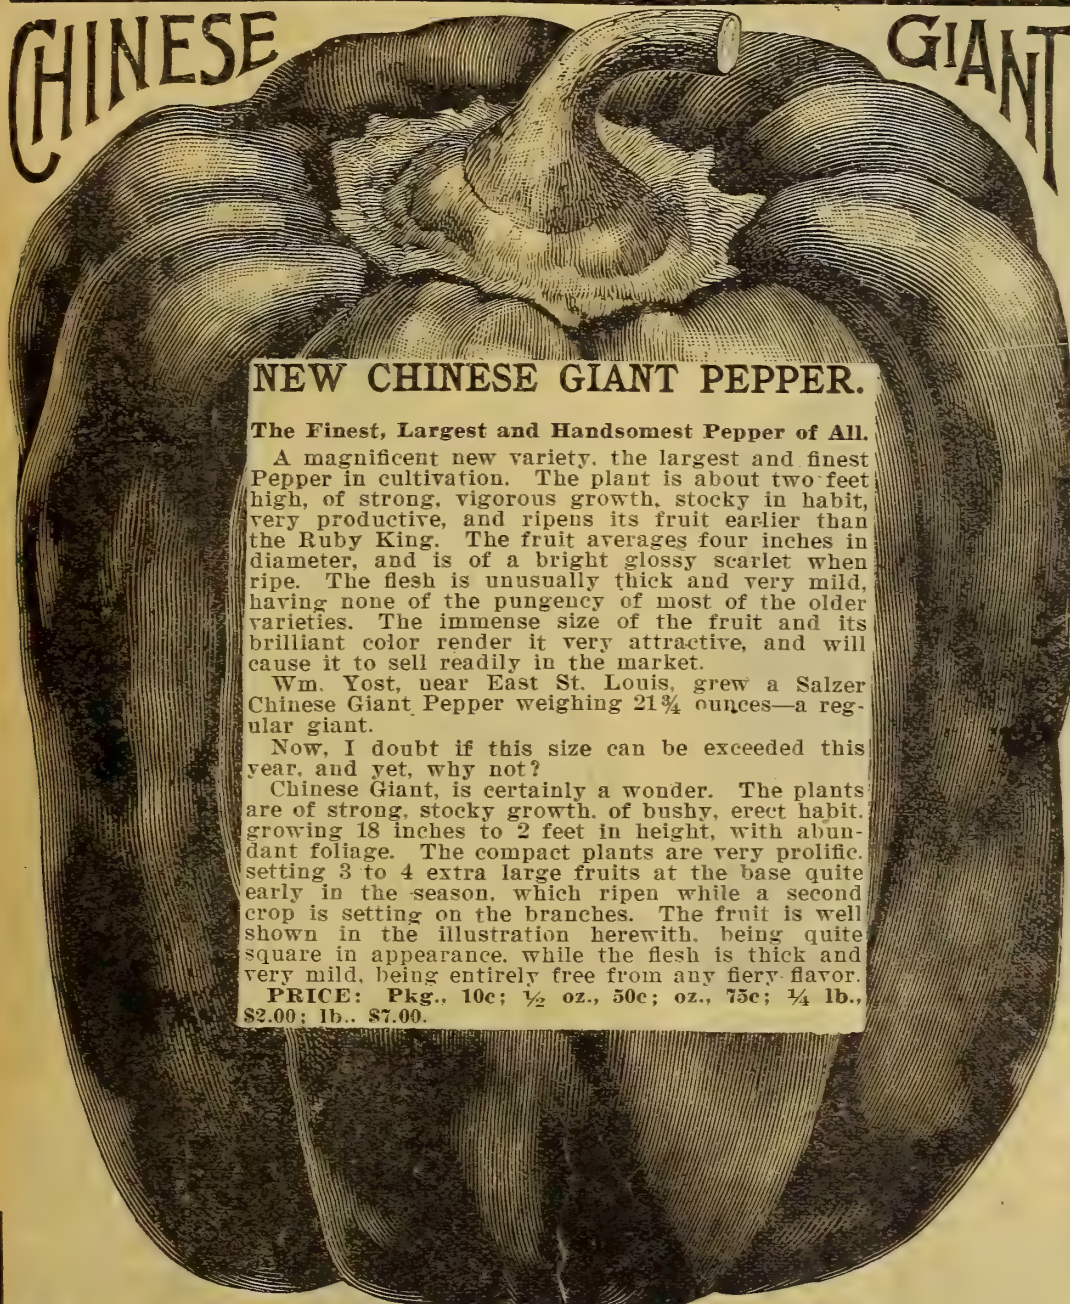 CHINESE GIANT
NEW CHINESE GIANT PEPPER.
The Finest, Largest and Handsomest Pepper of All.
A magnificent new variety, the largest and finest
Pepper in cultivation. The plant is about two feet
high, of strong, vigorous growth, stocky in habit,
very productive, and ripens its fruit earlier than
the Ruby King. The fruit averages four inches in
diameter, and is of a bright glossy scarlet when
ripe. The flesh is unusually thick and very mild,
having none of the pungency of most of the older
varieties. The immense size of the fruit and its
brilliant color render it very attractive, and will
cause it to sell readily in the market.
Wm. Yost, near East St. Louis, grew a Salzer
Chinese Giant Pepper weighing 21¾ ounces—a reg-
ular giant.
Now, I doubt if this size can be exceeded this
year, and yet, why not?
Chinese Giant, is certainly a wonder. The plants
are of strong, stocky growth, of bushy, erect habit,
growing 18 inches to 2 feet in height, with abun-
dant foliage. The compact plants are very prolific,
setting 3 to 4 extra large fruits at the base quite
early in the season, which ripen while a second
crop is setting on the branches. The fruit is well
shown in the illustration herewith, being quite
square in appearance, while the flesh is thick and
very mild, being entirely free from any fiery flavor.
PRICE: Pkg., 10c; ½ oz., 50c; oz., 75c; ¼ lb.,
$2.00; lb., $7.00.